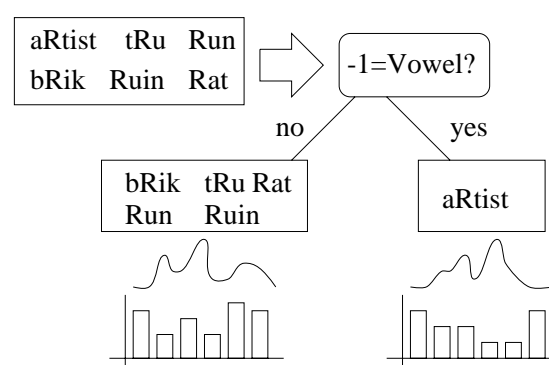 aRtist tRu Run
bRik Ruin Rat
-1=Vowel?
no
yes
bRik tRu Rat
Run Ruin
aRtist